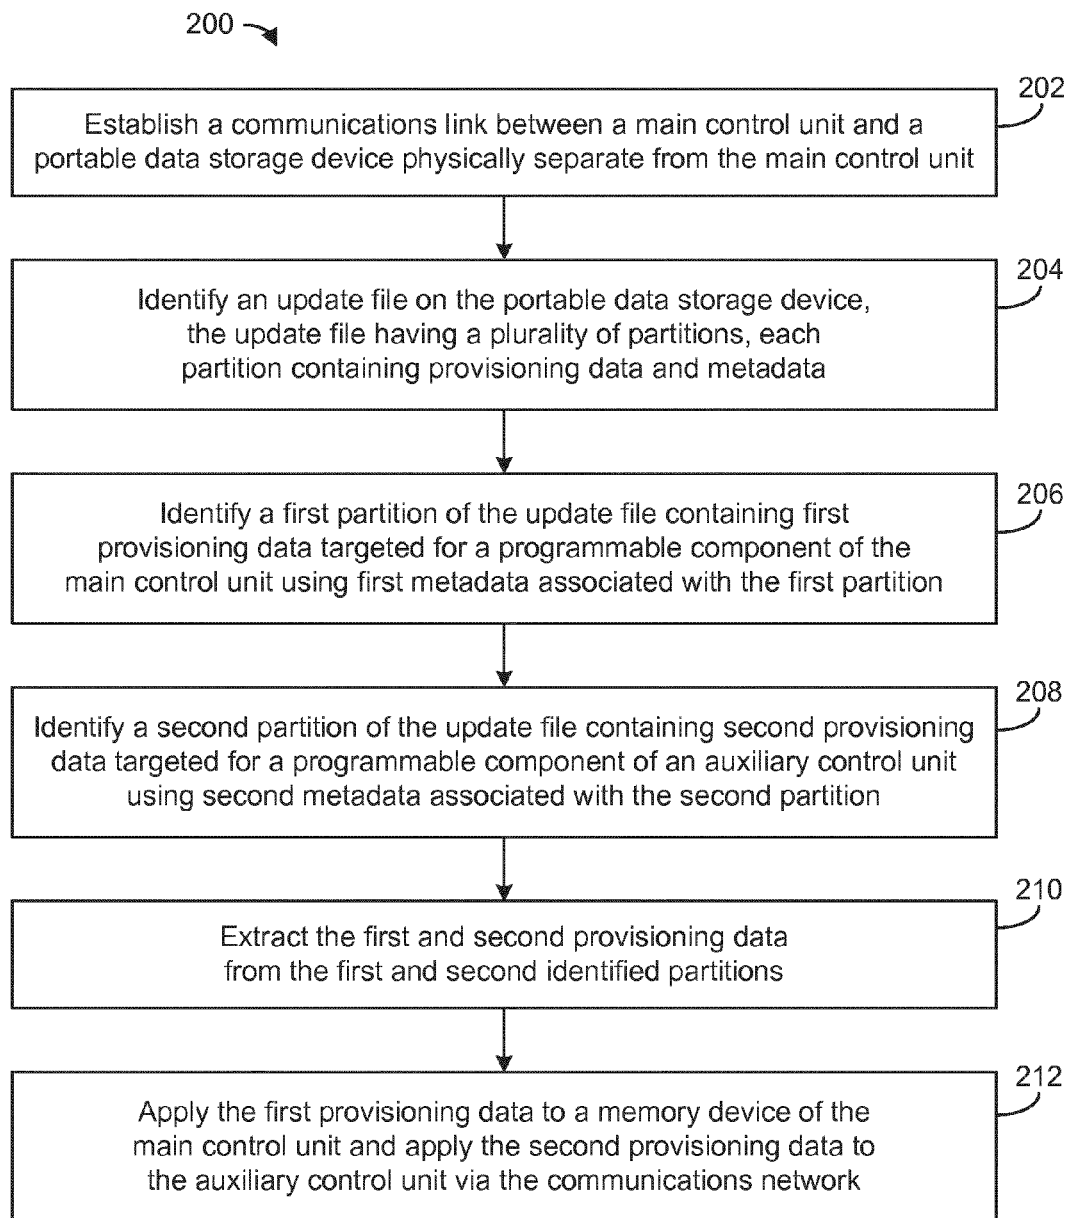 200
202
Establish a communications link between a main control unit and a
portable data storage device physically separate from the main control unit
204
Identify an update file on the portable data storage device,
the update file having a plurality of partitions, each
partition containing provisioning data and metadata
206
Identify a first partition of the update file containing first
provisioning data targeted for a programmable component of the
main control unit using first metadata associated with the first partition
208
Identify a second partition of the update file containing second provisioning
data targeted for a programmable component of an auxiliary control unit
using second metadata associated with the second partition
210
Extract the first and second provisioning data
from the first and second identified partitions
212
Apply the first provisioning data to a memory device of the
main control unit and apply the second provisioning data to
the auxiliary control unit via the communications network